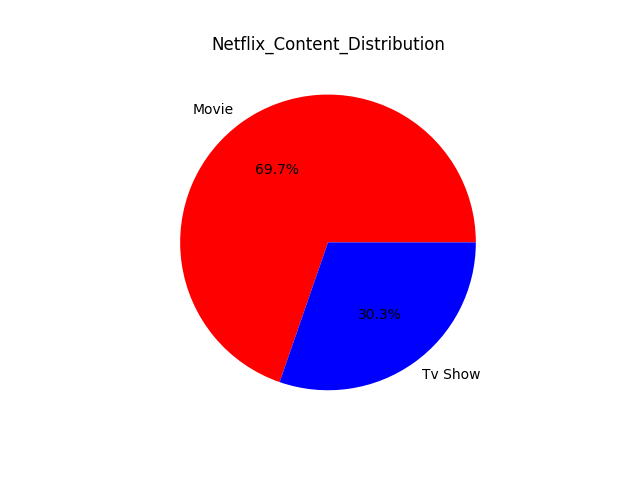 Netflix_Content_Distribution
Movie
69.7%
30.3%
Tv Show